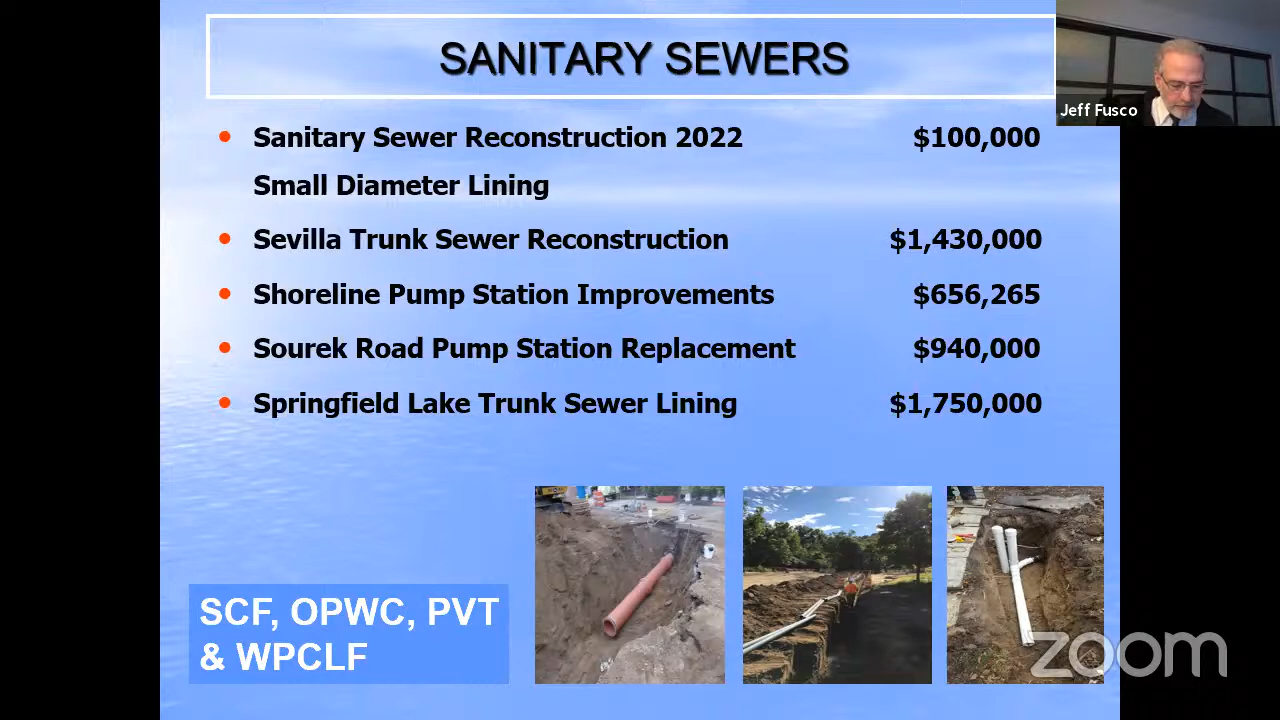 SANITARY SEWERS
Jeff Fusco
• Sanitary Sewer Reconstruction 2022 $100,000
Small Diameter Lining
• Sevilla Trunk Sewer Reconstruction $1,430,000
• Shoreline Pump Station Improvements $656,265
• Sourek Road Pump Station Replacement $940,000
• Springfield Lake Trunk Sewer Lining $1,750,000
SCF, OPWC, PVT
& WPCLF
zoom